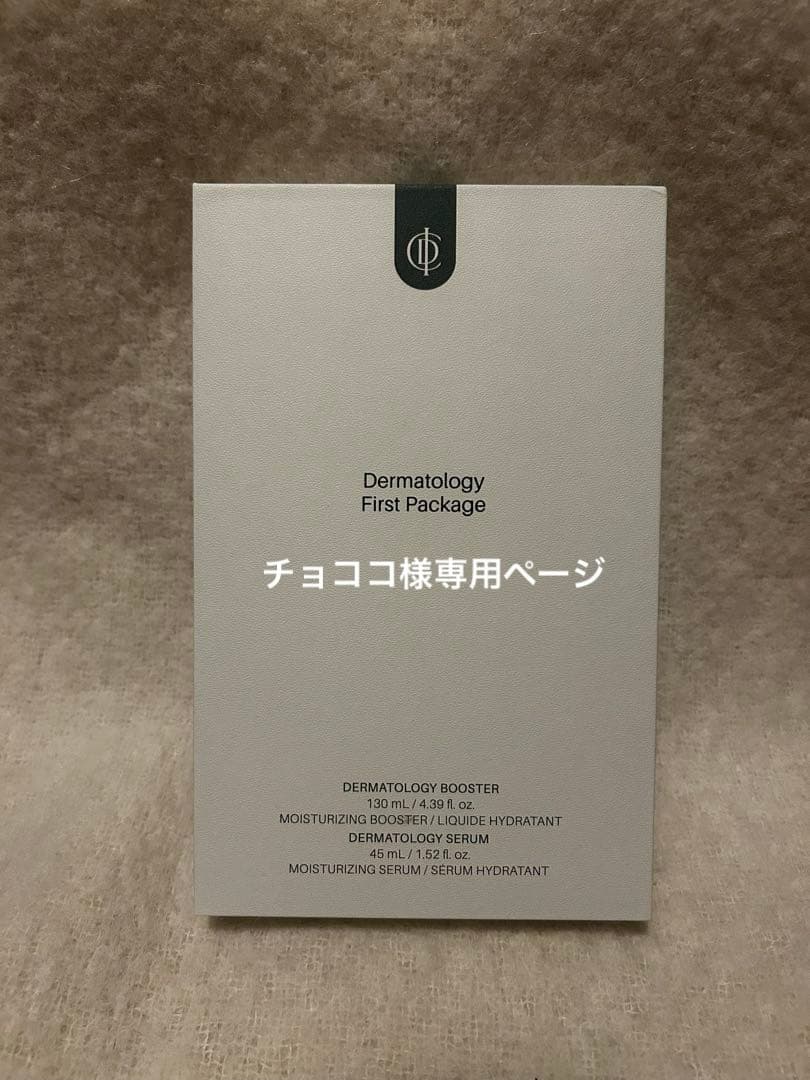 Dermatology
First Package
チョココ様専用ページ
DERMATOLOGY BOOSTER
130 mL / 4.39 fl. oz.
MOISTURIZING BOOSTER / LIQUIDE HYDRATANT
DERMATOLOGY SERUM
45 mL / 1.52 fl. oz.
MOISTURIZING SERUM / SÉRUM HYDRATANT